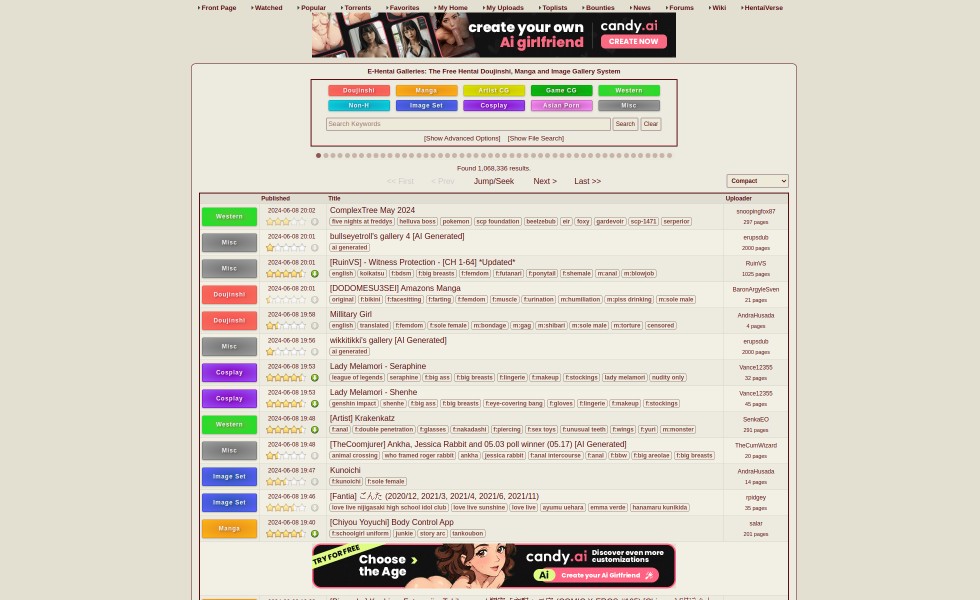 Front Page Watched Popular Torrents Favorites My Home My Uploads Toplists Bounties News Forums Wiki HentaiVerse
create your own
Ai girlfriend
candy.ai
CREATE NOW
E-Hentai Galleries: The Free Hentai Doujinshi, Manga and Image Gallery System
Doujinshi Manga Artist CG Game CG Western
Non-H Image Set Cosplay Asian Porn Misc
Search Keywords Search Clear
[Show Advanced Options] [Show File Search]
Found 1,068,336 results.
<< First < Prev Jump/Seek Next > Last >> Compact
Published Title Uploader
Western 2024-06-08 20:02 ComplexTree May 2024 snoopingfox87
five nights at freddys helluva boss pokemon scp foundation beelzebub eir foxy gardevoir scp-1471 serperior 297 pages
Misc 2024-06-08 20:01 bullseyetroll's gallery 4 [AI Generated] erupsdub
ai generated 2000 pages
Misc 2024-06-08 20:01 [RuinVS] - Witness Protection - [CH 1-64] *Updated* RuinVS
english koikatsu f:bdsm f:big breasts f:femdom f:futanari f:ponytail f:shemale m:anal m:blowjob 1025 pages
Doujinshi 2024-06-08 20:01 [DODOMESU3SEI] Amazons Manga BaronArgyleSven
original f:bikini f:facesitting f:farting f:femdom f:muscle f:urination m:humiliation m:piss drinking m:sole male 21 pages
Doujinshi 2024-06-08 19:58 Millitary Girl AndraHusada
english translated f:femdom f:sole female m:bondage m:gag m:shibari m:sole male m:torture censored 4 pages
Misc 2024-06-08 19:56 wikkitikki's gallery [AI Generated] erupsdub
ai generated 2000 pages
Cosplay 2024-06-08 19:53 Lady Melamori - Seraphine Vance12355
league of legends seraphine f:big ass f:big breasts f:lingerie f:makeup f:stockings lady melamori nudity only 32 pages
Cosplay 2024-06-08 19:53 Lady Melamori - Shenhe Vance12355
genshin impact shenhe f:big ass f:big breasts f:eye-covering bang f:gloves f:lingerie f:makeup f:stockings 45 pages
Western 2024-06-08 19:48 [Artist] Krakenkatz SenkaEO
f:anal f:double penetration f:glasses f:nakadashi f:piercing f:sex toys f:unusual teeth f:wings f:yuri m:monster 291 pages
Misc 2024-06-08 19:48 [TheCoomjurer] Ankha, Jessica Rabbit and 05.03 poll winner (05.17) [AI Generated] TheCumWizard
animal crossing who framed roger rabbit ankha jessica rabbit f:anal intercourse f:anal f:bbw f:big areolae f:big breasts 20 pages
Image Set 2024-06-08 19:47 Kunoichi AndraHusada
f:kunoichi f:sole female 14 pages
Image Set 2024-06-08 19:46 [Fantia] ごんた (2020/12, 2021/3, 2021/4, 2021/6, 2021/11) rpidgey
love live nijigasaki high school idol club love live sunshine love live ayumu uehara emma verde hanamaru kunikida 35 pages
Manga 2024-06-08 19:40 [Chiyou Yoyuchi] Body Control App salar
f:schoolgirl uniform junkie story arc tankoubon 201 pages
TRY FOR FREE
Choose
the Age
candy.ai
Discover even more
customizations
Ai Create your Ai Girlfriend